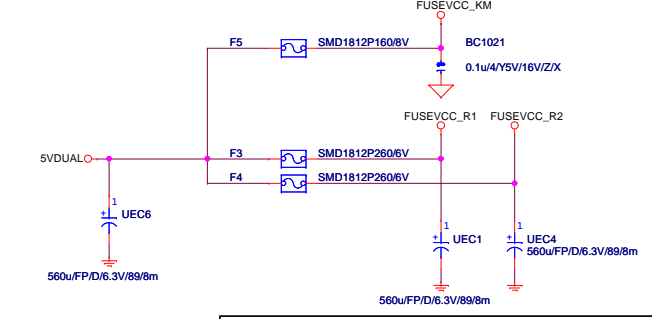 FUSEVCC_KM
F5
SMD1812P160/8V
BC1021
0.1u/4/Y5V/16V/Z/X
FUSEVCC_R1
FUSEVCC_R2
5VDUAL
F3
SMD1812P260/6V
F4
SMD1812P260/6V
1
+
UEC6
560u/FP/D/6.3V/89/8m
1
+
UEC1
560u/FP/D/6.3V/89/8m
1
+
UEC4
560u/FP/D/6.3V/89/8m